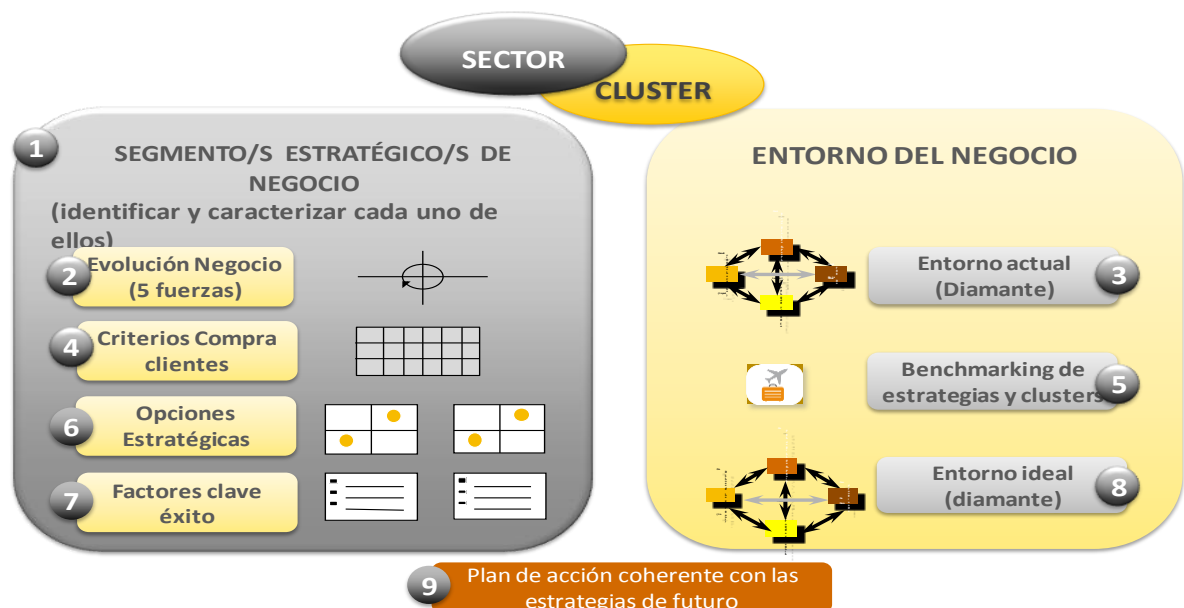 SECTOR
CLUSTER
1
SEGMENTO/S ESTRATÉGICO/S DE
NEGOCIO
(identificar y caracterizar cada uno de
ellos)
2
Evolución Negocio
(5 fuerzas)
4
Criterios Compra
clientes
6
Opciones
Estratégicas
7
Factores clave
éxito
ENTORNO DEL NEGOCIO
Entorno actual
(Diamante)
3
Benchmarking de
estrategias y clusters
5
Entorno ideal
(diamante)
8
9
Plan de acción coherente con las
estrategias de futuro